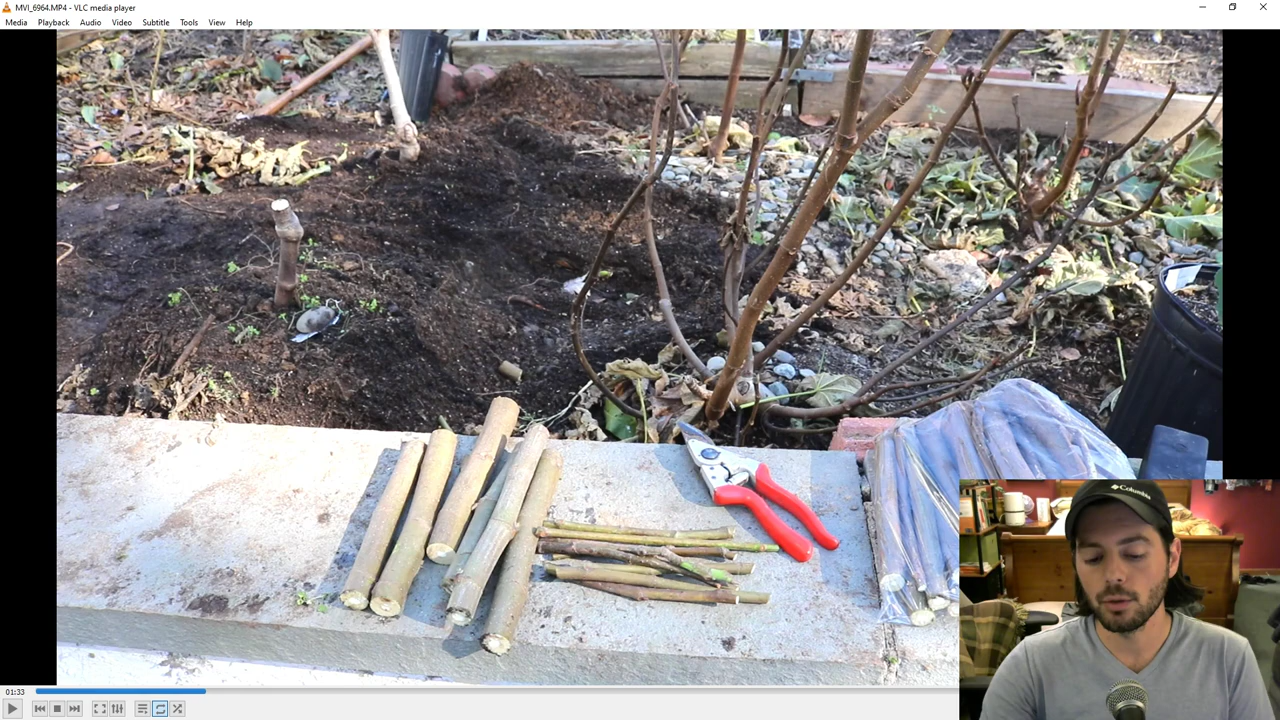 MVI_6964.MP4 - VLC media player
Media Playback Audio Video Subtitle Tools View Help
Columbia
01:33